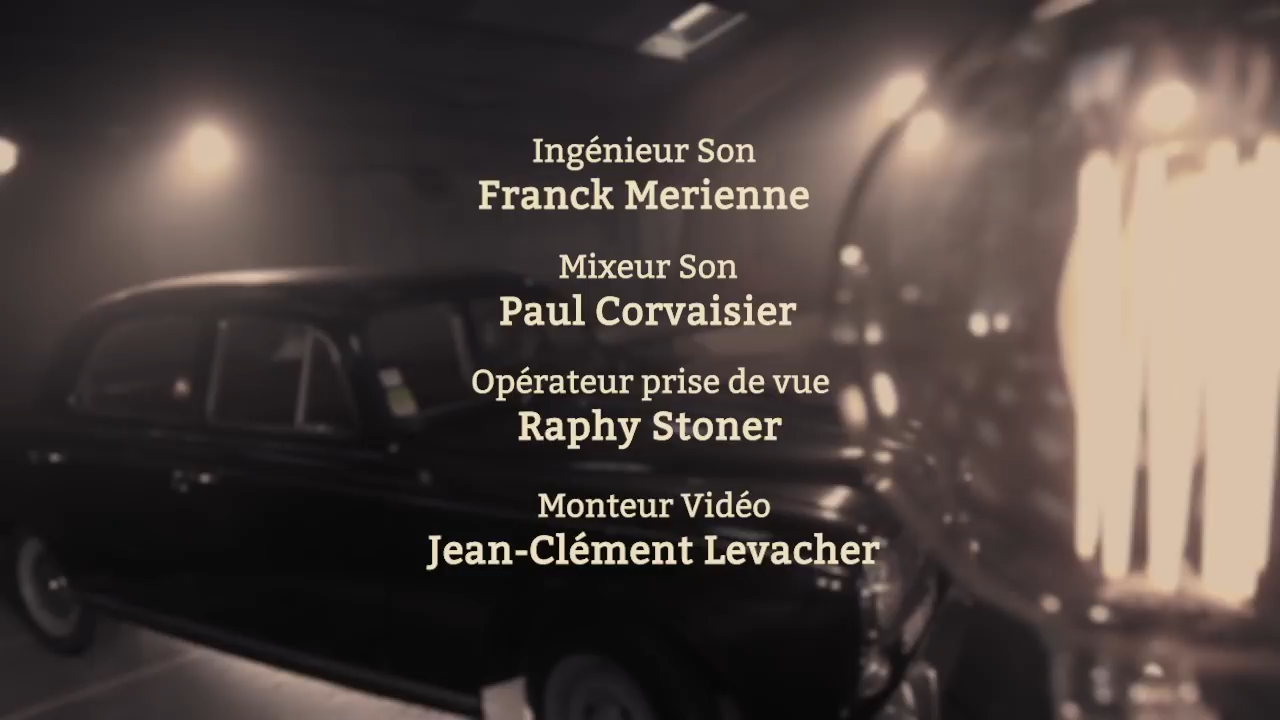 Ingénieur Son
Franck Merienne
Mixeur Son
Paul Corvaisier
Opérateur prise de vue
Raphy Stoner
Monteur Vidéo
Jean-Clément Levacher